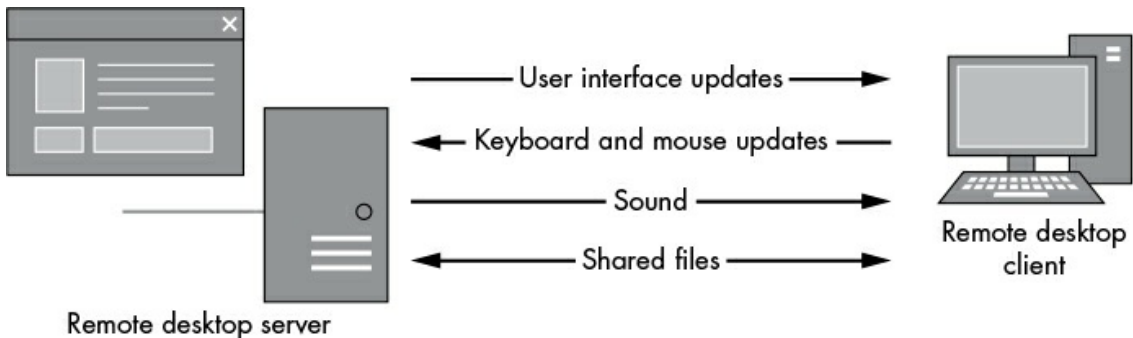 User interface updates
Keyboard and mouse updates
Sound
Shared files
Remote desktop
client
Remote desktop server